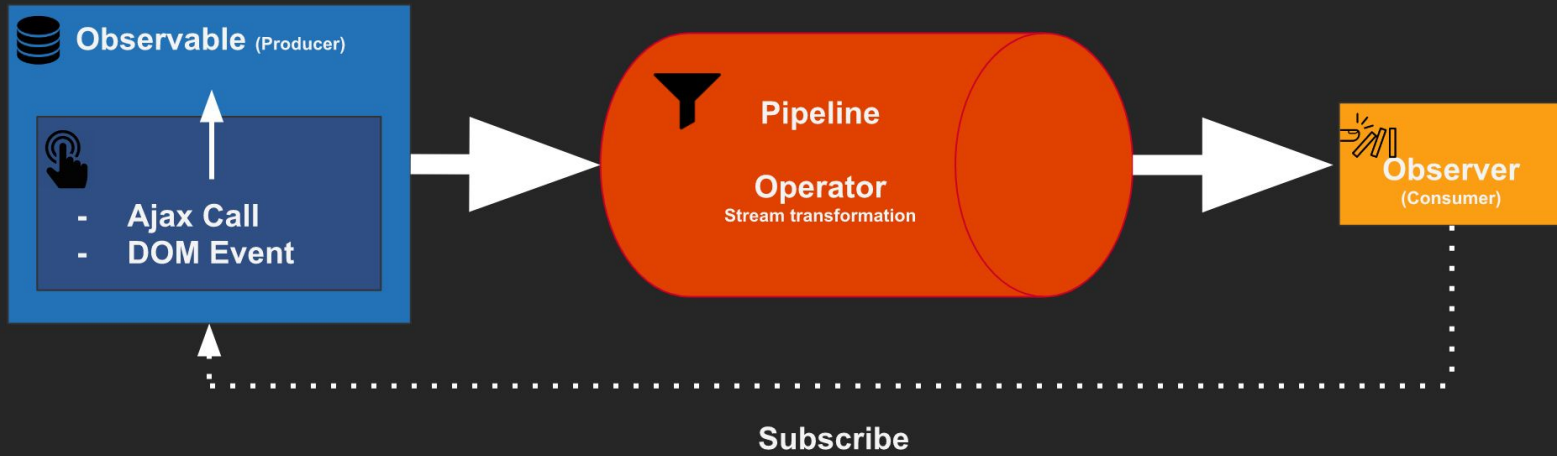 Observable (Producer)
- Ajax Call
- DOM Event
Pipeline
Operator
Stream transformation
Observer
(Consumer)
Subscribe